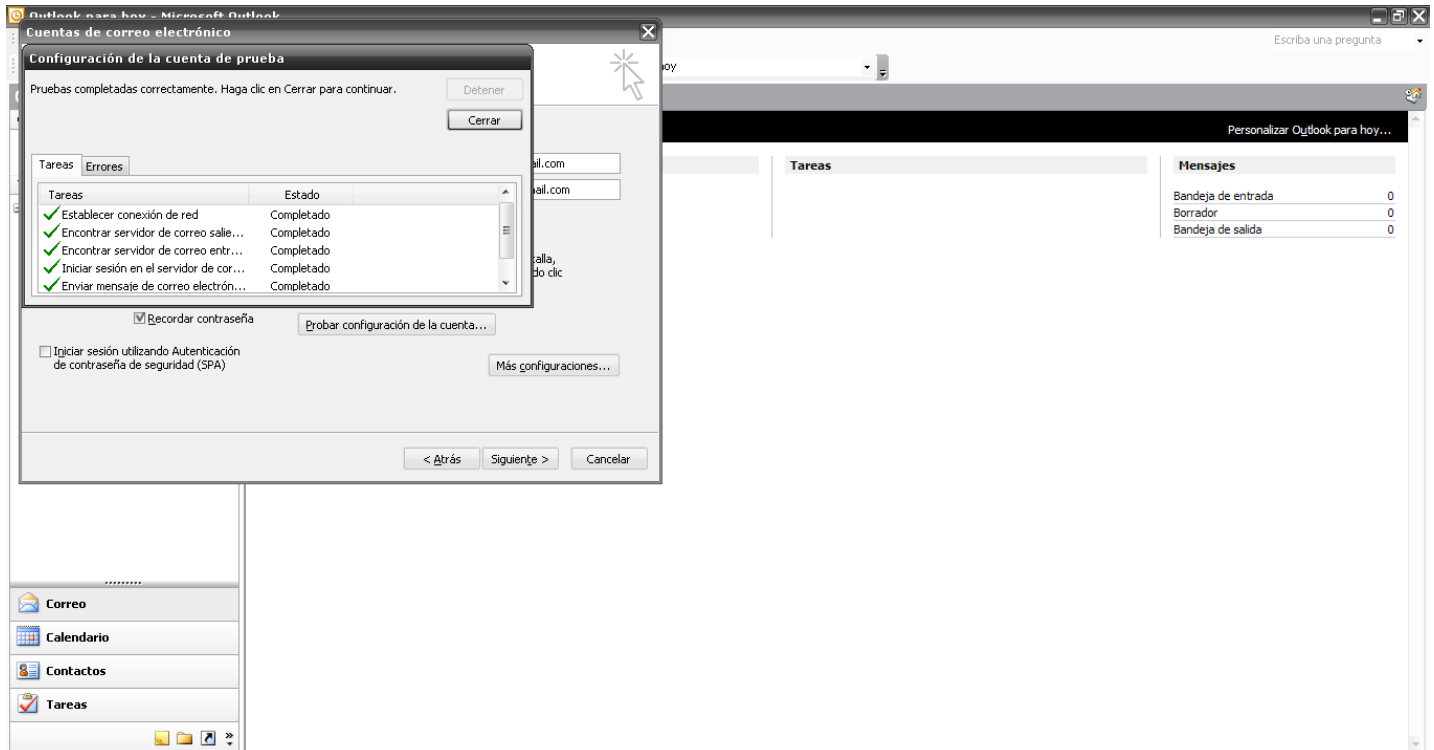 Outlook para hoy - Microsoft Outlook
Cuentas de correo electrónico
Escriba una pregunta
Configuración de la cuenta de prueba
hoy
Pruebas completadas correctamente. Haga clic en Cerrar para continuar.
Detener
Cerrar
Personalizar Outlook para hoy...
Tareas
Errores
ail.com
Tareas
Mensajes
Tareas
Estado
ail.com
Bandeja de entrada 0
Establecer conexión de red Completado
Borrador 0
Encontrar servidor de correo salie... Completado
Bandeja de salida 0
Encontrar servidor de correo entr... Completado
talla,
Iniciar sesión en el servidor de cor... Completado
do clic
Enviar mensaje de correo electrón... Completado
Recordar contraseña
Probar configuración de la cuenta...
Iniciar sesión utilizando Autenticación
de contraseña de seguridad (SPA)
Más configuraciones...
< Atrás
Siguiente >
Cancelar
Correo
Calendario
Contactos
Tareas